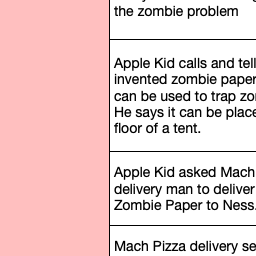 the zombie problem
Apple Kid calls and tell
invented zombie paper
can be used to trap zo
He says it can be place
floor of a tent.
Apple Kid asked Mach
delivery man to deliver
Zombie Paper to Ness.
Mach Pizza delivery se